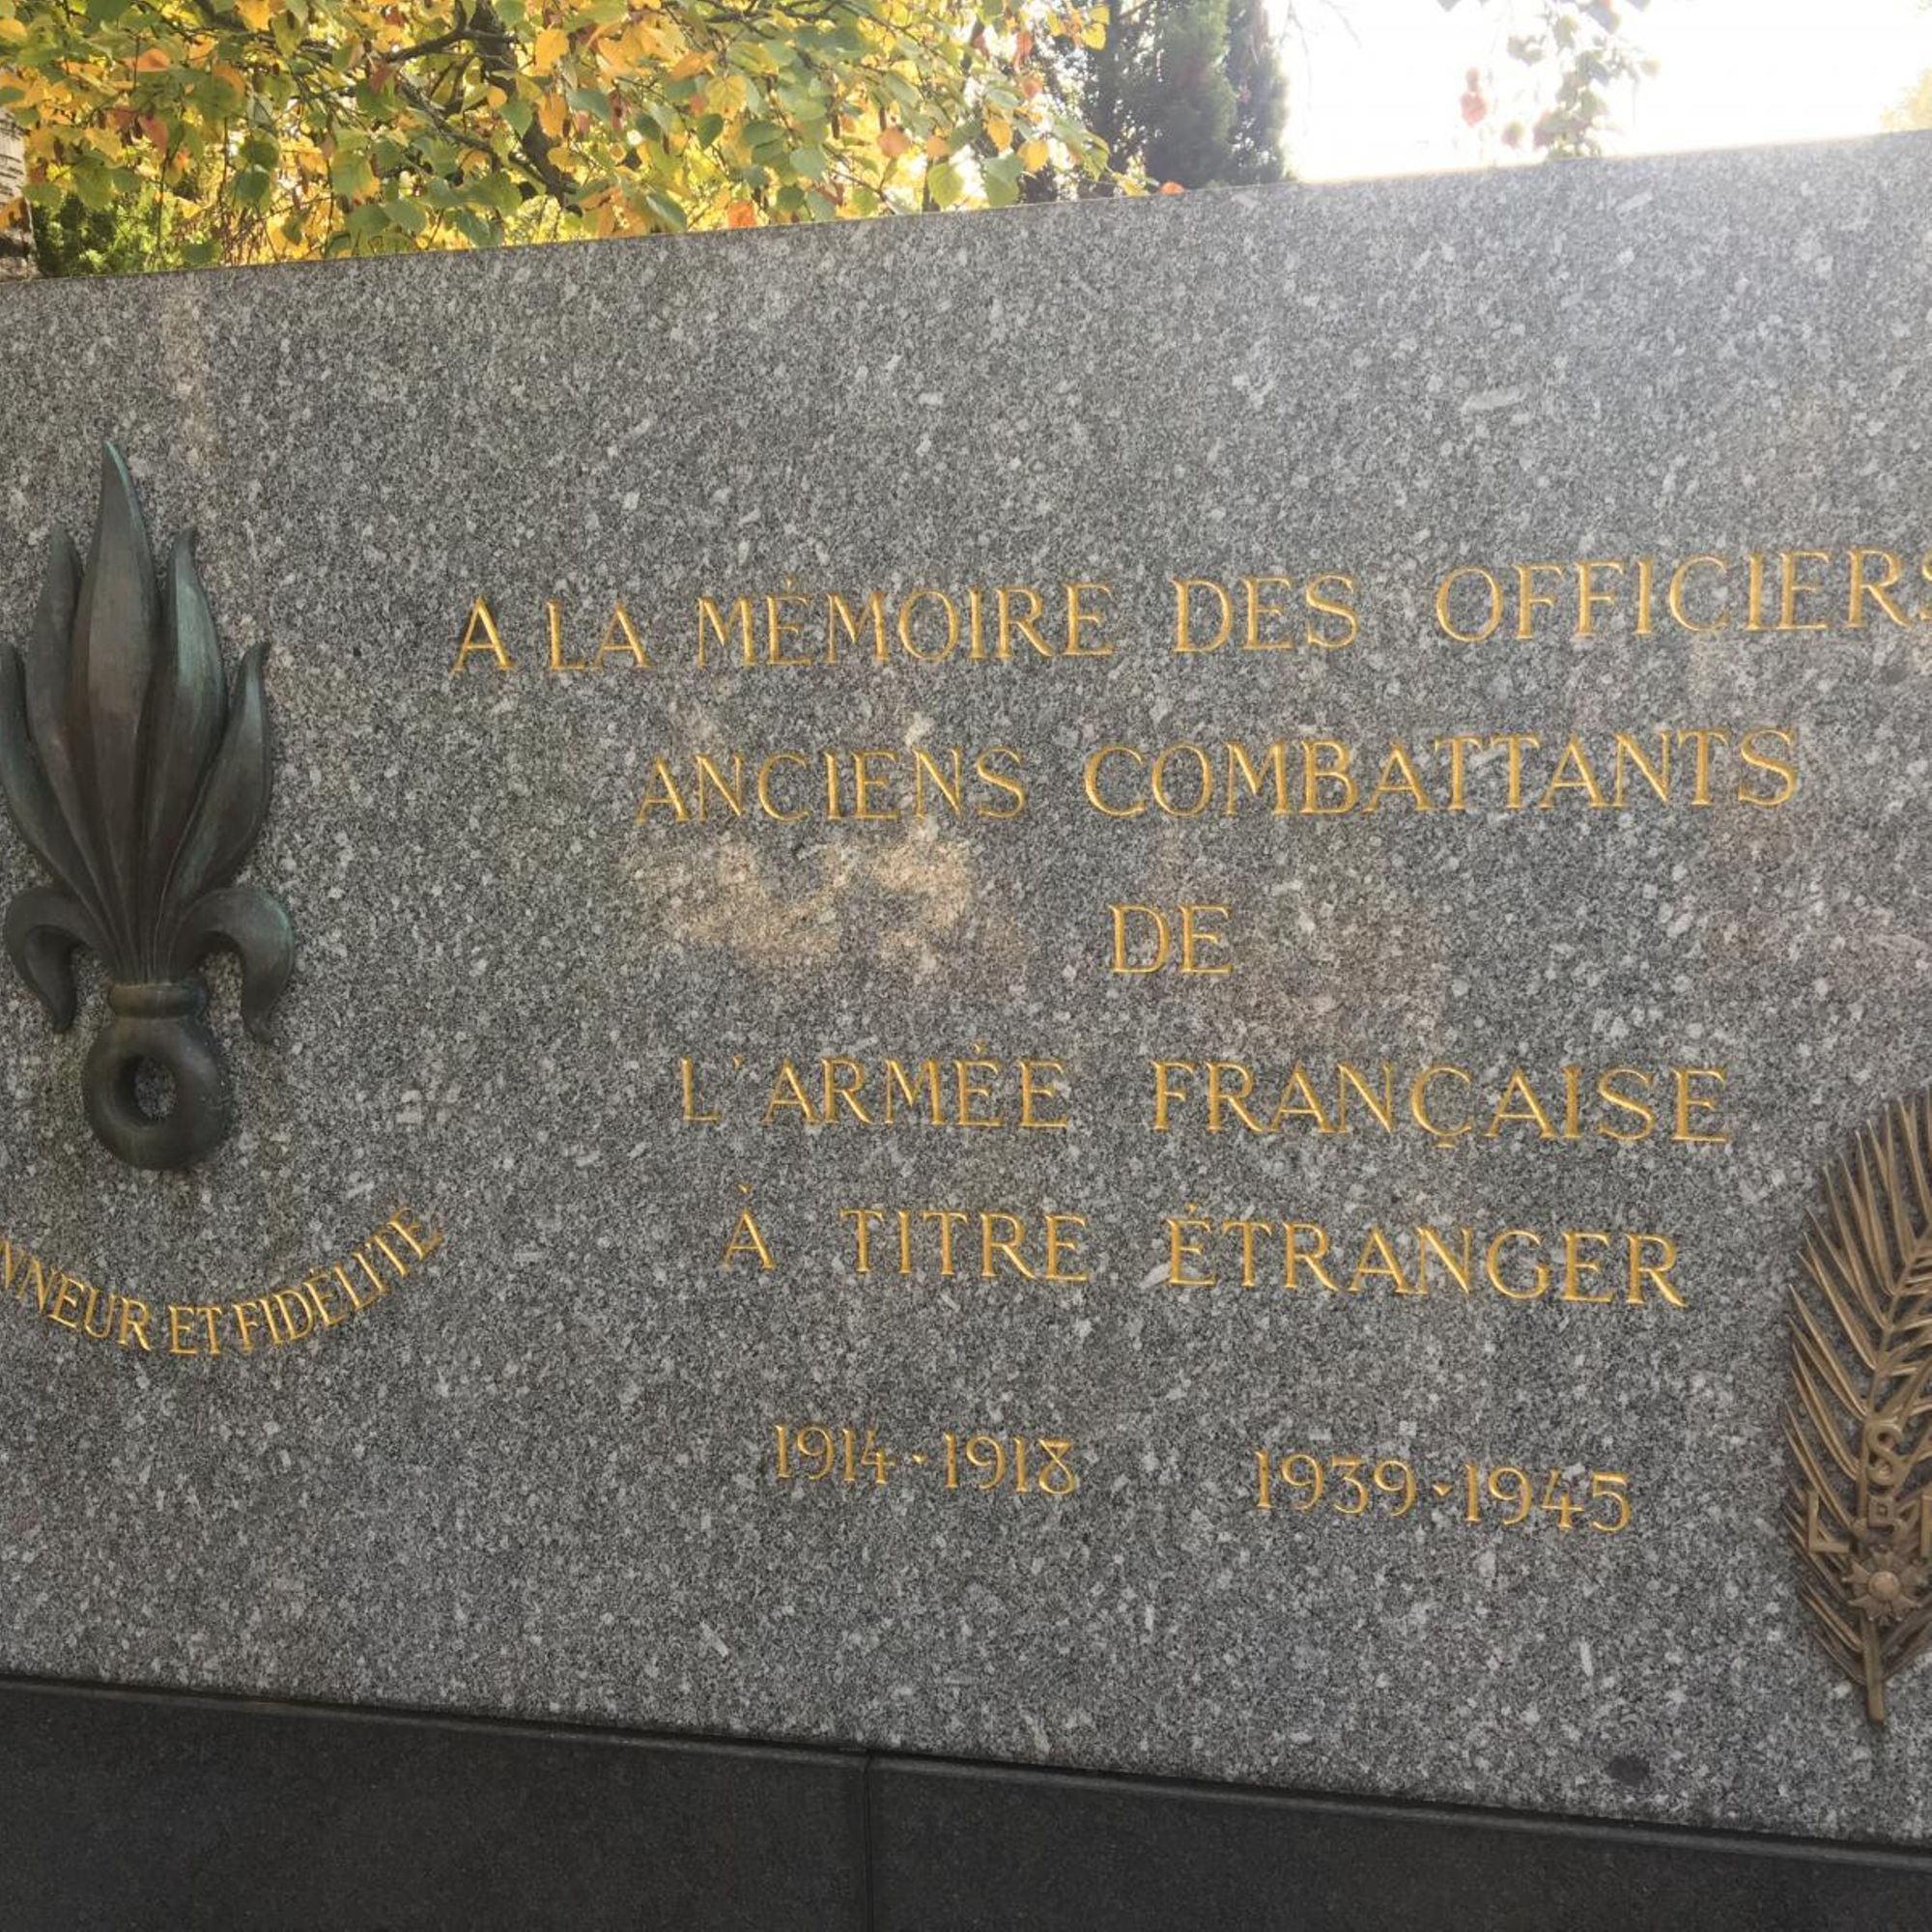 A LA MÉMOIRE DES OFFICIERS
ANCIENS COMBATTANTS
DE
L'ARMÉE FRANÇAISE
À TITRE ÉTRANGER
NNEUR ET FIDÉLITÉ
1914·1918 1939·1945
S
L